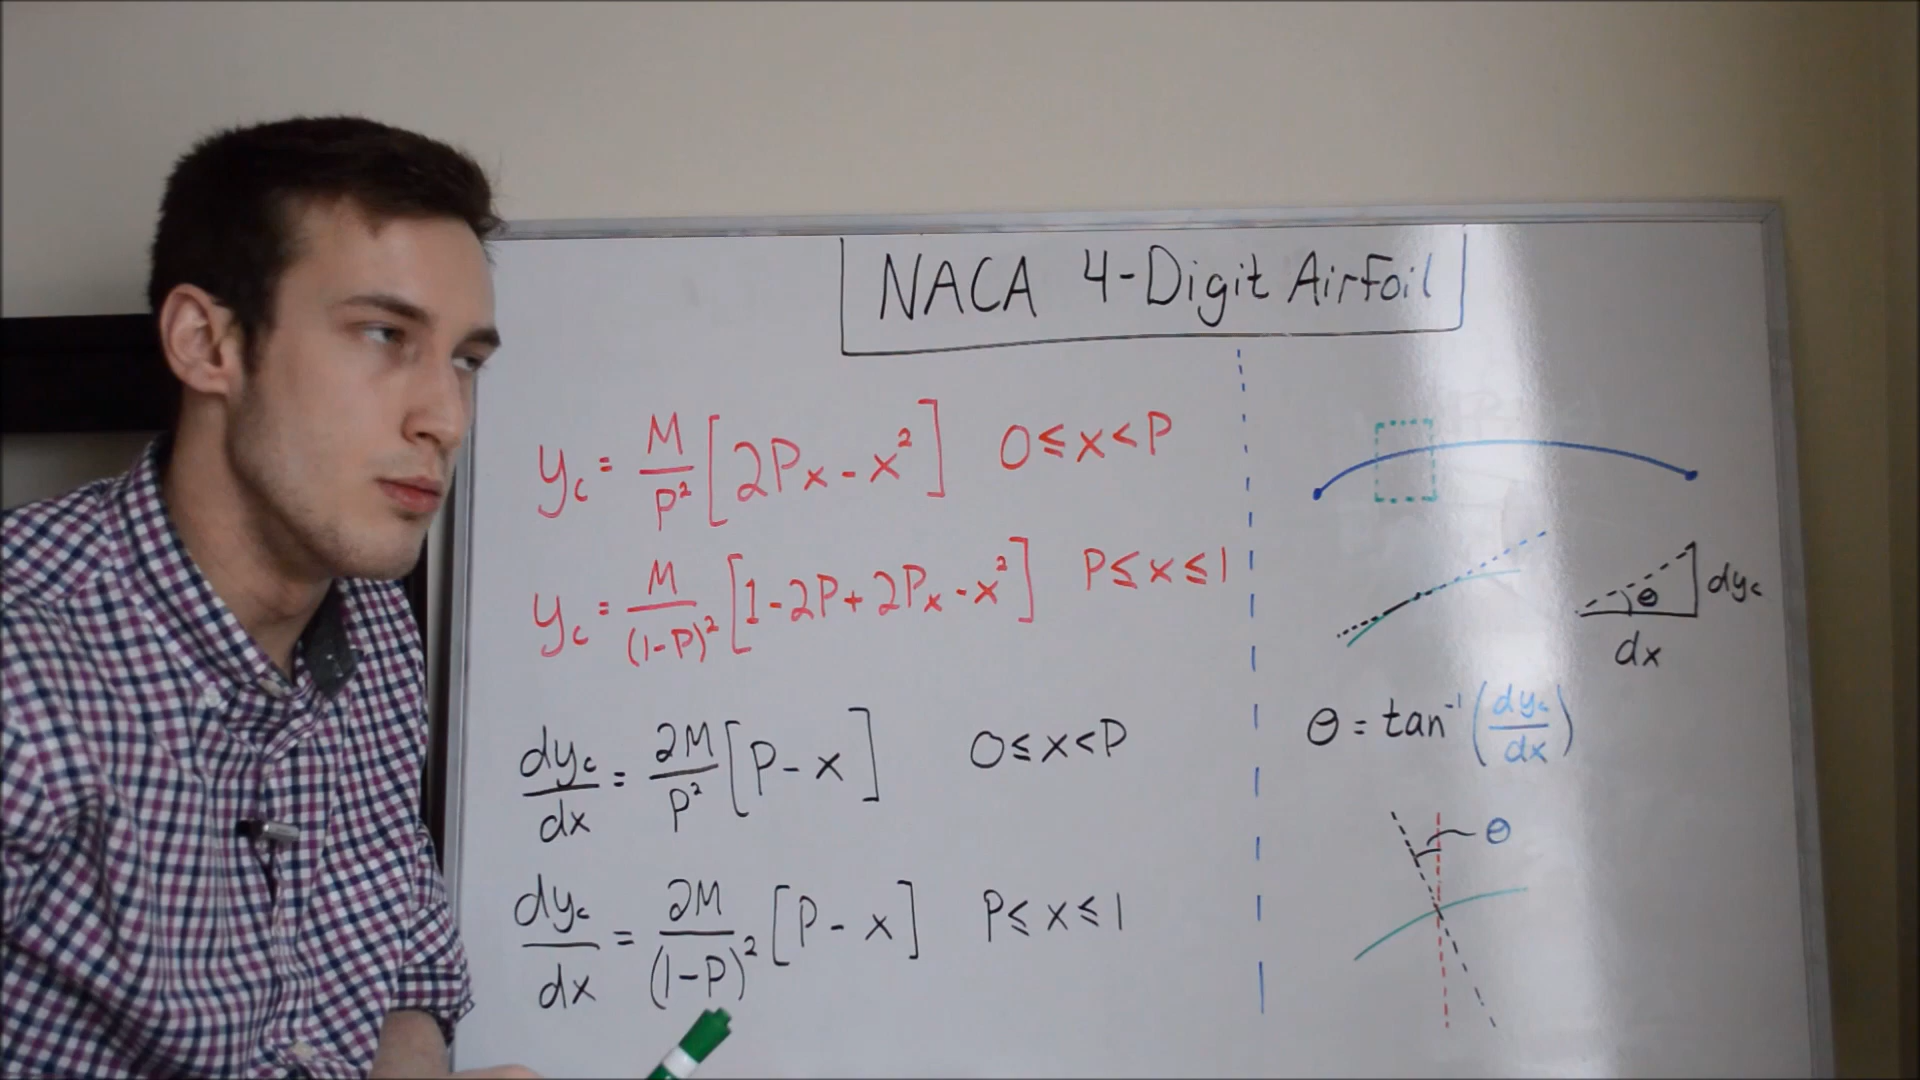 NACA 4-Digit Airfoil
y_c = M/P² [2Px - x²] 0 ≤ x < P
y_c = M/(1-P)² [1 - 2P + 2Px - x²] P ≤ x ≤ 1
dy_c/dx = 2M/P² [P - x] 0 ≤ x < P
dy_c/dx = 2M/(1-P)² [P - x] P ≤ x ≤ 1
θ
dy_c
dx
θ = tan⁻¹ (dy_c/dx)
θ